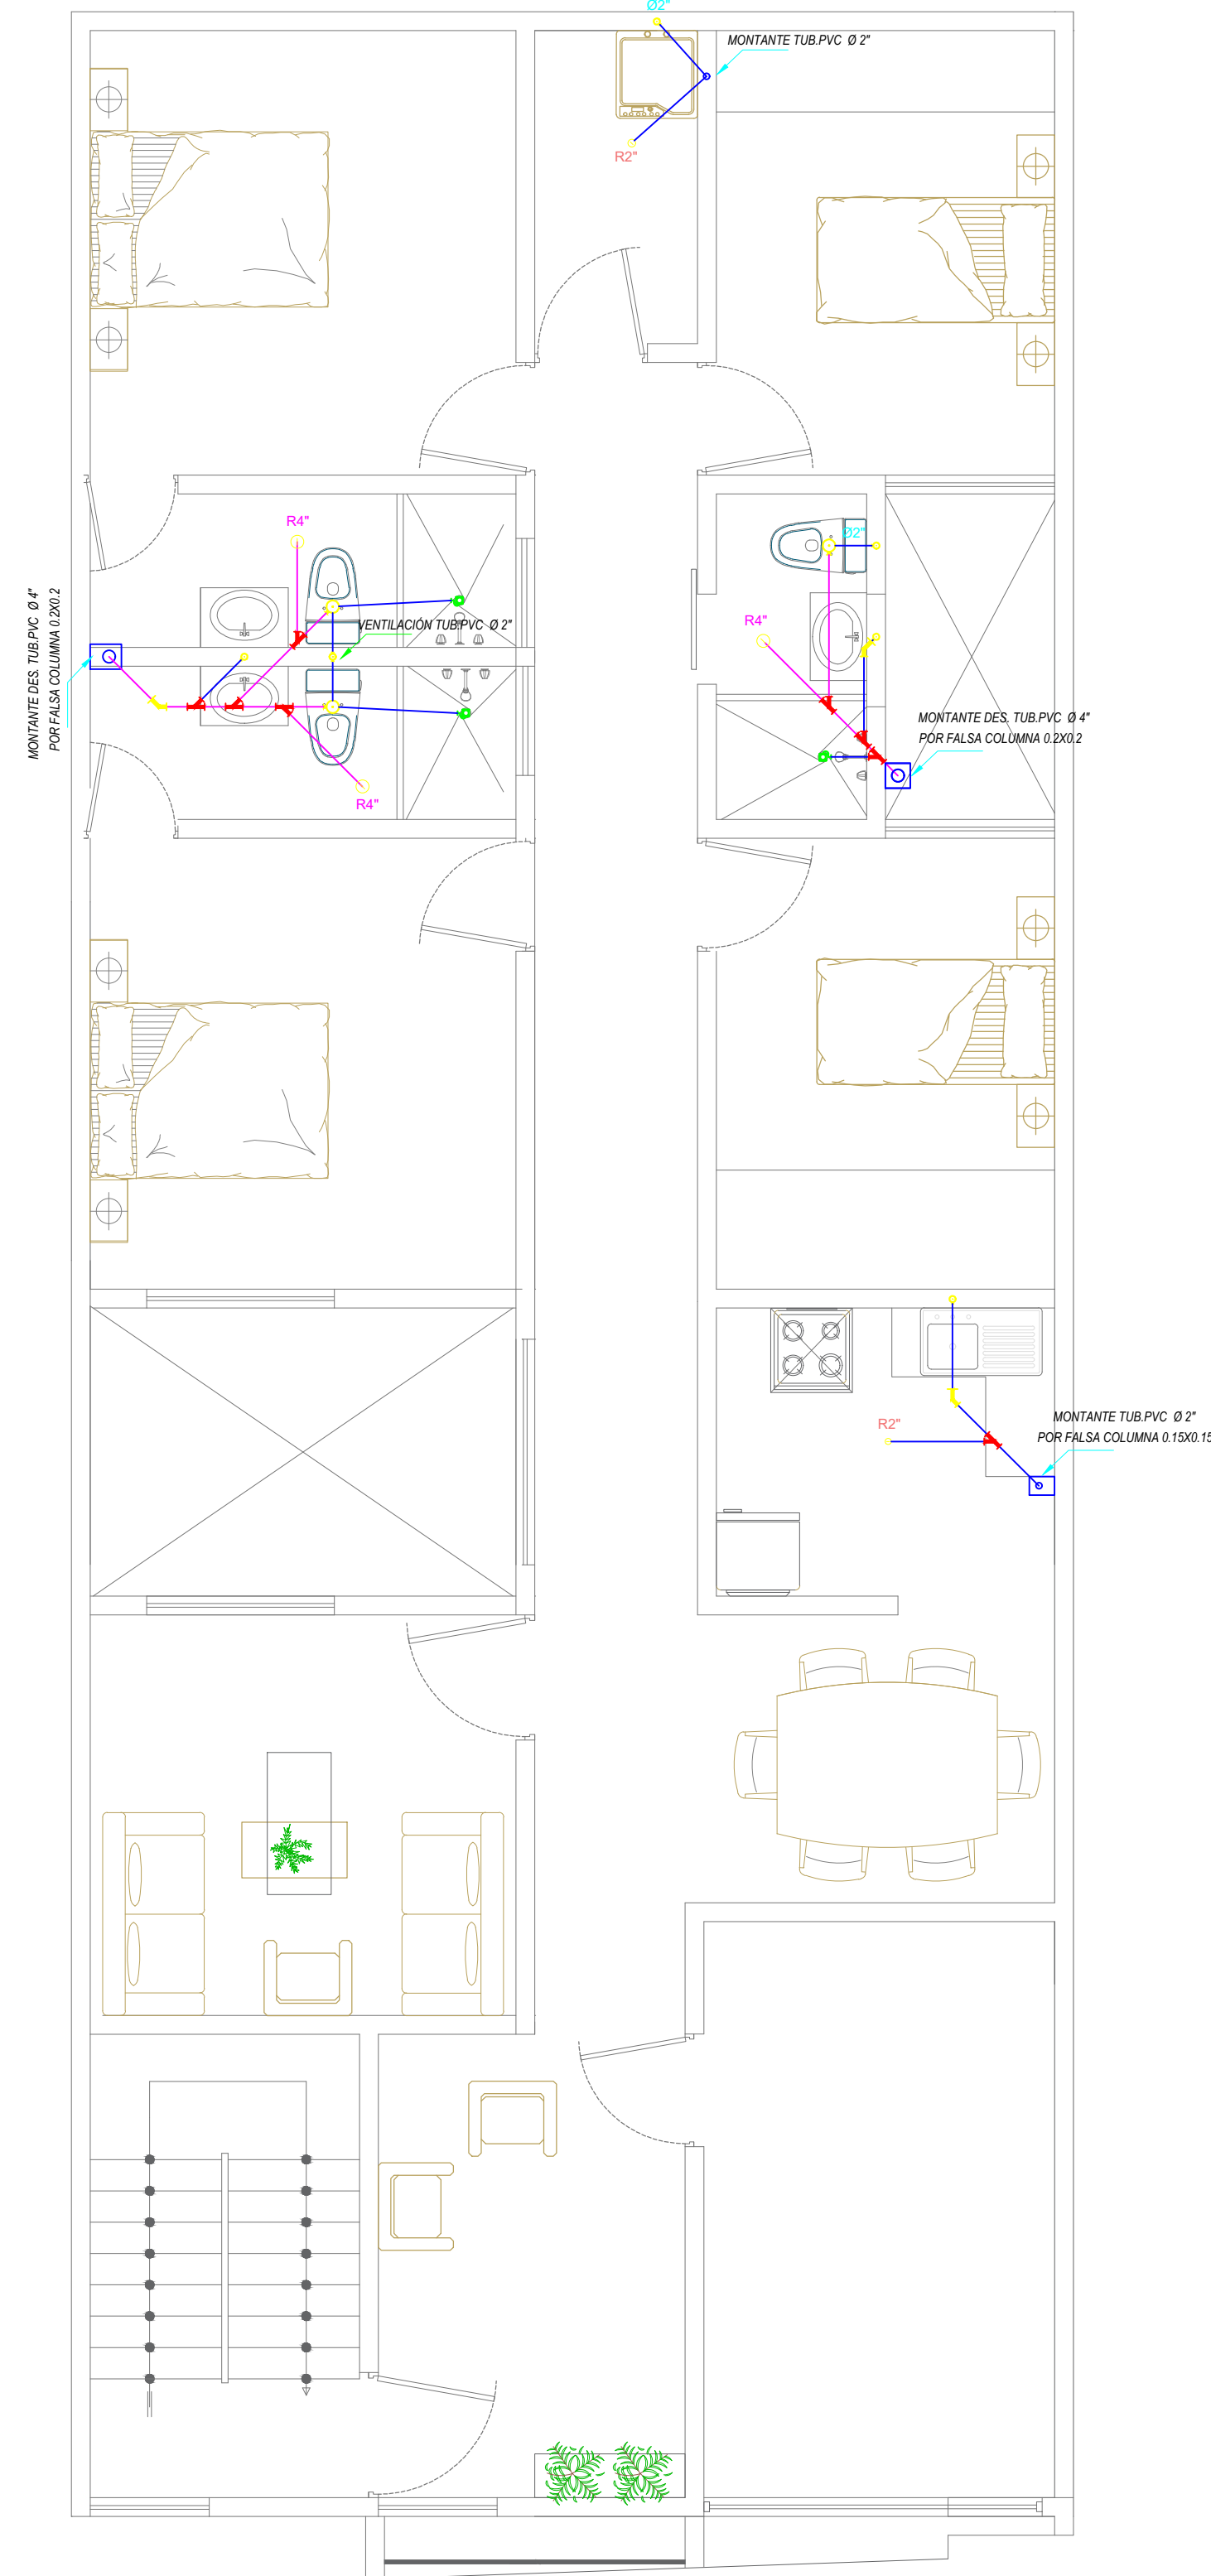 Ø2"
MONTANTE TUB.PVC Ø 2"
R2"
R4"
Ø2"
MONTANTE DES. TUB.PVC Ø 4"
POR FALSA COLUMNA 0.2X0.2
VENTILACIÓN TUB.PVC Ø 2"
R4"
MONTANTE DES. TUB.PVC Ø 4"
POR FALSA COLUMNA 0.2X0.2
R4"
MONTANTE TUB.PVC Ø 2"
R2"
POR FALSA COLUMNA 0.15X0.15